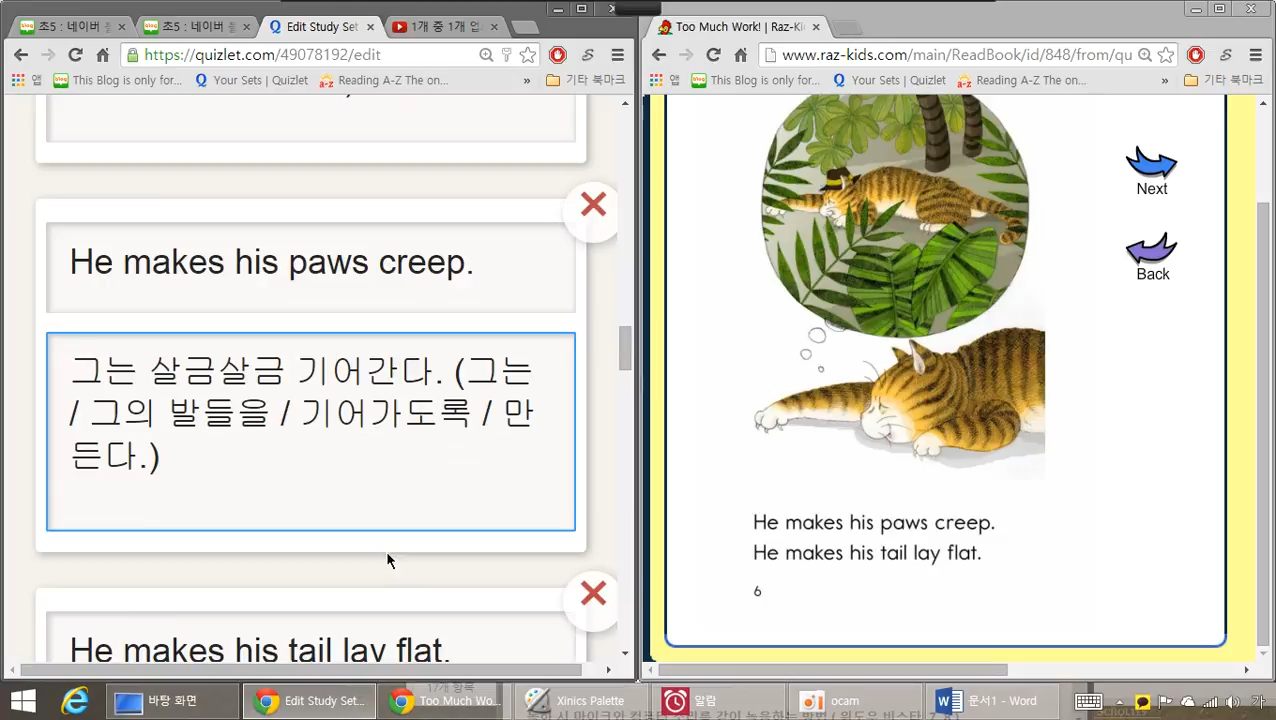 초5 : 네이버 블
초5 : 네이버 블
Edit Study Set
1개 중 1개 업
Too Much Work! | Raz-Ki
https://quizlet.com/49078192/edit
www.raz-kids.com/main/ReadBook/id/848/from/qu
앱
This Blog is only for...
Your Sets | Quizlet
Reading A-Z The on...
»
기타 북마크
앱
This Blog is only for...
Your Sets | Quizlet
Reading A-Z The on...
»
기타 북마크
He makes his paws creep.
그는 살금살금 기어간다. (그는
/ 그의 발들을 / 기어가도록 / 만
든다.)
He makes his tail lay flat.
Next
Back
He makes his paws creep.
He makes his tail lay flat.
6
바탕 화면
Edit Study Set...
Too Much Wo...
Xinics Palette
알람
ocam
문서1 - Word
가